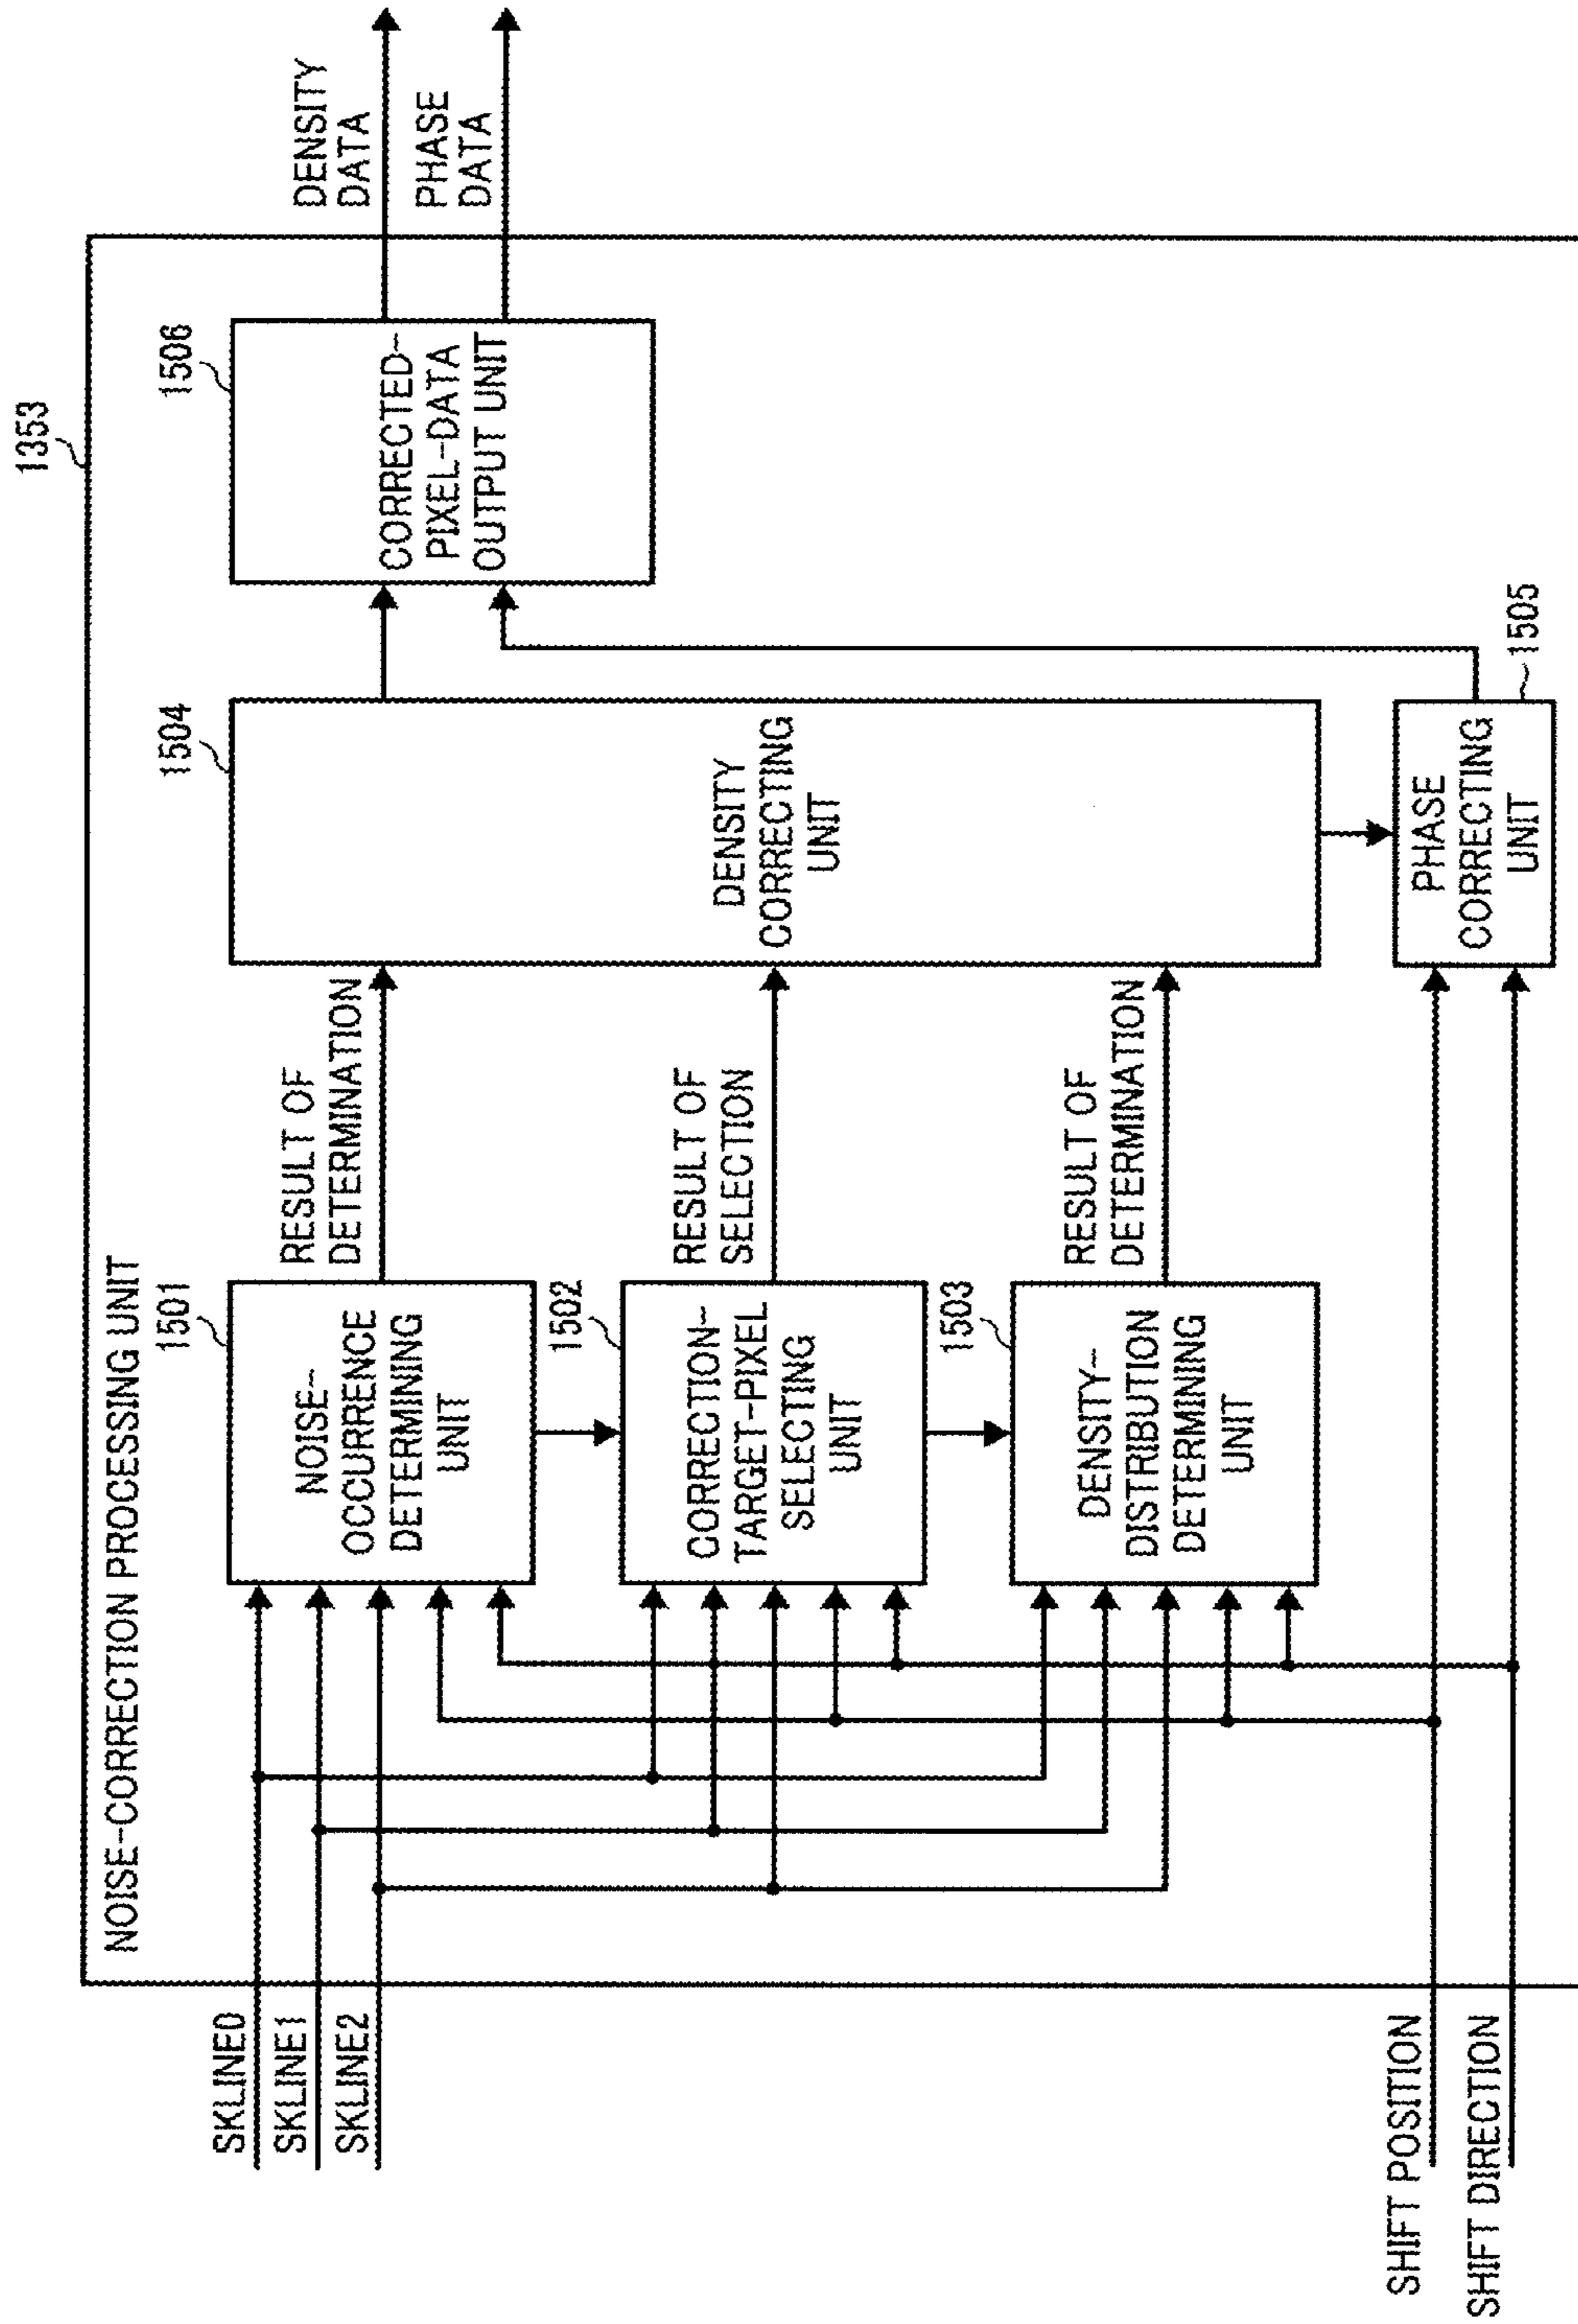 1353
NOISE-CORRECTION PROCESSING UNIT
SKLINE0
SKLINE1
SKLINE2
1501
NOISE-
OCCURRENCE
DETERMINING
UNIT
RESULT OF
DETERMINATION
1502
CORRECTION-
TARGET-PIXEL
SELECTING
UNIT
RESULT OF
SELECTION
1503
DENSITY-
DISTRIBUTION
DETERMINING
UNIT
RESULT OF
DETERMINATION
1504
DENSITY
CORRECTING
UNIT
1506
CORRECTED-
PIXEL-DATA
OUTPUT UNIT
DENSITY
DATA
PHASE
DATA
SHIFT POSITION
SHIFT DIRECTION
PHASE
CORRECTING
UNIT
1505